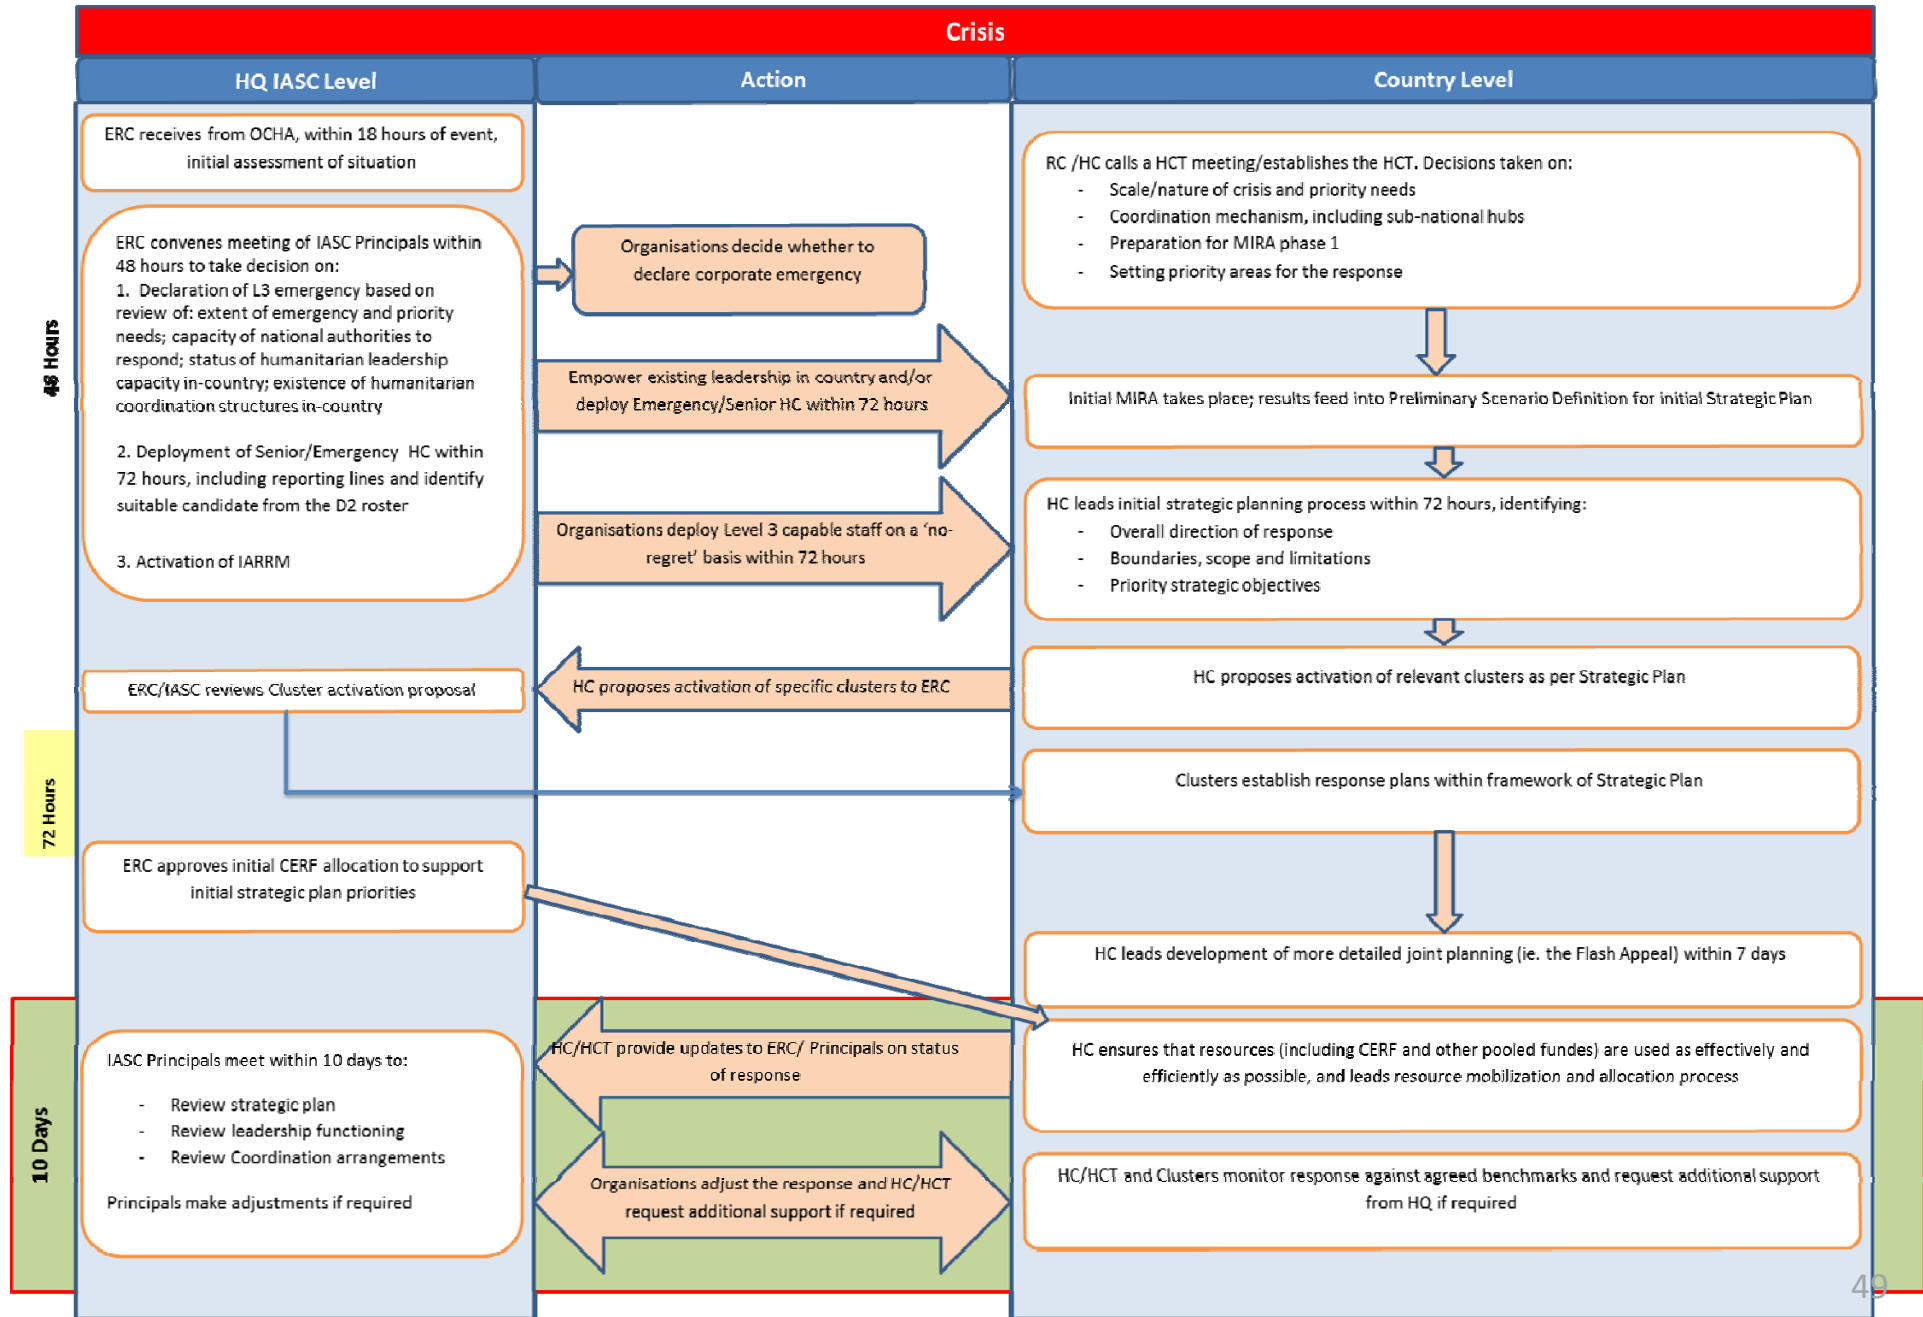 Crisis
HQ IASC Level
Action
Country Level
48 Hours
ERC receives from OCHA, within 18 hours of event,
initial assessment of situation
ERC convenes meeting of IASC Principals within
48 hours to take decision on:
1. Declaration of L3 emergency based on
review of: extent of emergency and priority
needs; capacity of national authorities to
respond; status of humanitarian leadership
capacity in-country; existence of humanitarian
coordination structures in-country
2. Deployment of Senior/Emergency HC within
72 hours, including reporting lines and identify
suitable candidate from the D2 roster
3. Activation of IARRM
Organisations decide whether to
declare corporate emergency
Empower existing leadership in country and/or
deploy Emergency/Senior HC within 72 hours
Organisations deploy Level 3 capable staff on a ‘no-
regret’ basis within 72 hours
RC /HC calls a HCT meeting/establishes the HCT. Decisions taken on:
- Scale/nature of crisis and priority needs
- Coordination mechanism, including sub-national hubs
- Preparation for MIRA phase 1
- Setting priority areas for the response
Initial MIRA takes place; results feed into Preliminary Scenario Definition for initial Strategic Plan
HC leads initial strategic planning process within 72 hours, identifying:
- Overall direction of response
- Boundaries, scope and limitations
- Priority strategic objectives
ERC/IASC reviews Cluster activation proposal
HC proposes activation of specific clusters to ERC
HC proposes activation of relevant clusters as per Strategic Plan
72 Hours
Clusters establish response plans within framework of Strategic Plan
ERC approves initial CERF allocation to support
initial strategic plan priorities
HC leads development of more detailed joint planning (ie. the Flash Appeal) within 7 days
10 Days
IASC Principals meet within 10 days to:
- Review strategic plan
- Review leadership functioning
- Review Coordination arrangements
Principals make adjustments if required
HC/HCT provide updates to ERC/ Principals on status
of response
Organisations adjust the response and HC/HCT
request additional support if required
HC ensures that resources (including CERF and other pooled fundes) are used as effectively and
efficiently as possible, and leads resource mobilization and allocation process
HC/HCT and Clusters monitor response against agreed benchmarks and request additional support
from HQ if required
49